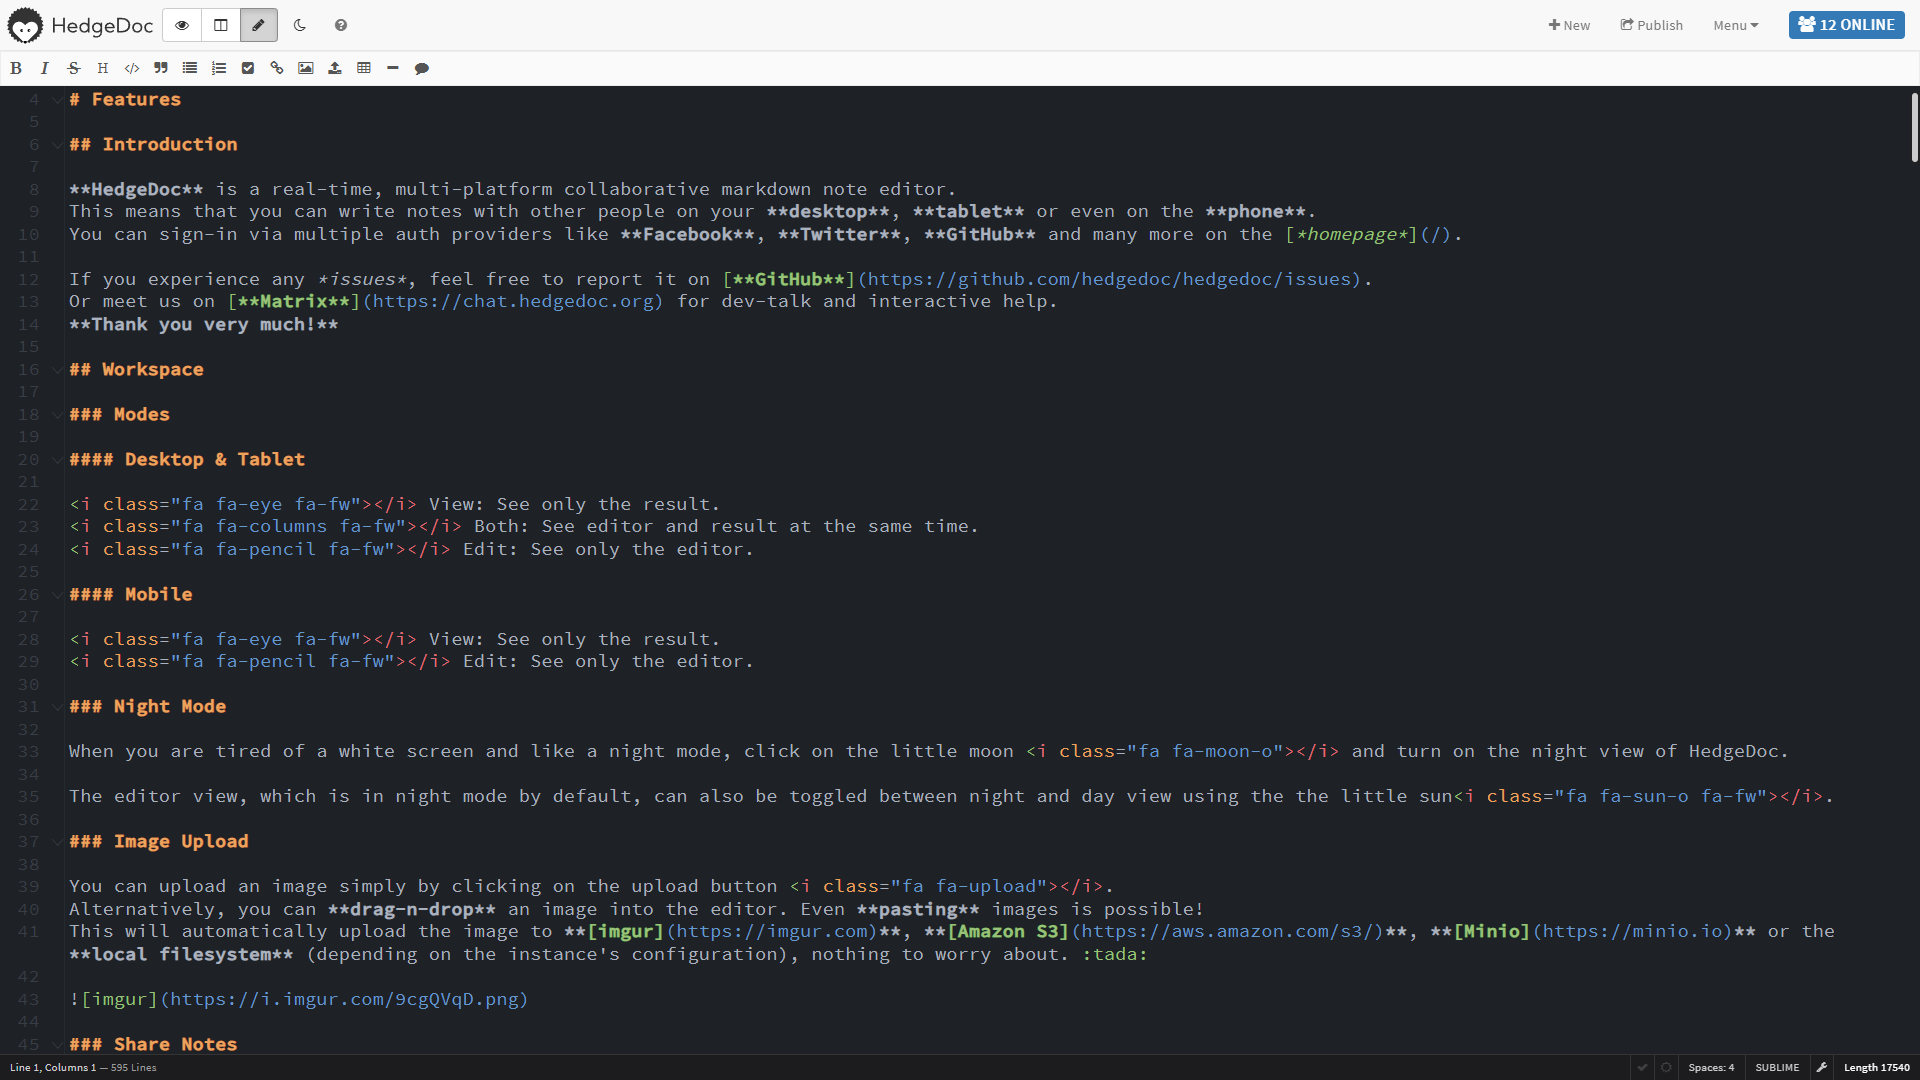 HedgeDoc
New Publish Menu 12 ONLINE
4 # Features
5
6 ## Introduction
7
8 **HedgeDoc** is a real-time, multi-platform collaborative markdown note editor.
9 This means that you can write notes with other people on your **desktop**, **tablet** or even on the **phone**.
10 You can sign-in via multiple auth providers like **Facebook**, **Twitter**, **GitHub** and many more on the [*homepage*](/).
11
12 If you experience any *issues*, feel free to report it on [**GitHub**](https://github.com/hedgedoc/hedgedoc/issues).
13 Or meet us on [**Matrix**](https://chat.hedgedoc.org) for dev-talk and interactive help.
14 **Thank you very much!**
15
16 ## Workspace
17
18 ### Modes
19
20 #### Desktop & Tablet
21
22 <i class="fa fa-eye fa-fw"></i> View: See only the result.
23 <i class="fa fa-columns fa-fw"></i> Both: See editor and result at the same time.
24 <i class="fa fa-pencil fa-fw"></i> Edit: See only the editor.
25
26 #### Mobile
27
28 <i class="fa fa-eye fa-fw"></i> View: See only the result.
29 <i class="fa fa-pencil fa-fw"></i> Edit: See only the editor.
30
31 ### Night Mode
32
33 When you are tired of a white screen and like a night mode, click on the little moon <i class="fa fa-moon-o"></i> and turn on the night view of HedgeDoc.
34
35 The editor view, which is in night mode by default, can also be toggled between night and day view using the the little sun<i class="fa fa-sun-o fa-fw"></i>.
36
37 ### Image Upload
38
39 You can upload an image simply by clicking on the upload button <i class="fa fa-upload"></i>.
40 Alternatively, you can **drag-n-drop** an image into the editor. Even **pasting** images is possible!
41 This will automatically upload the image to **[imgur](https://imgur.com)**, **[Amazon S3](https://aws.amazon.com/s3/)**, **[Minio](https://minio.io)** or the
**local filesystem** (depending on the instance's configuration), nothing to worry about. :tada:
42
43 ![imgur](https://i.imgur.com/9cgQVqD.png)
44
45 ### Share Notes
Line 1, Columns 1 — 595 Lines Spaces: 4 SUBLIME Length 17540